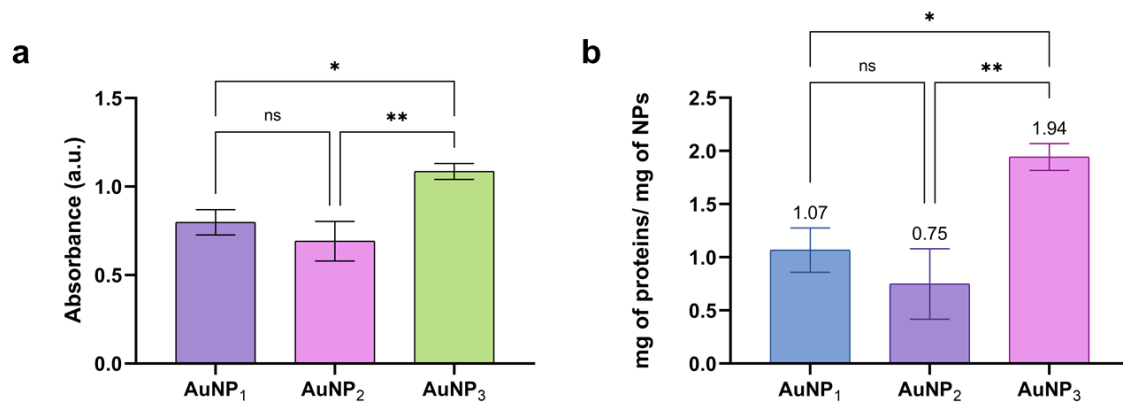 a
*
ns
**
1.5
1.0
0.5
0.0
Absorbance (a.u.)
AuNP₁
AuNP₂
AuNP₃
b
*
ns
**
2.5
2.0
1.5
1.0
0.5
0.0
mg of proteins/ mg of NPs
1.07
0.75
1.94
AuNP₁
AuNP₂
AuNP₃